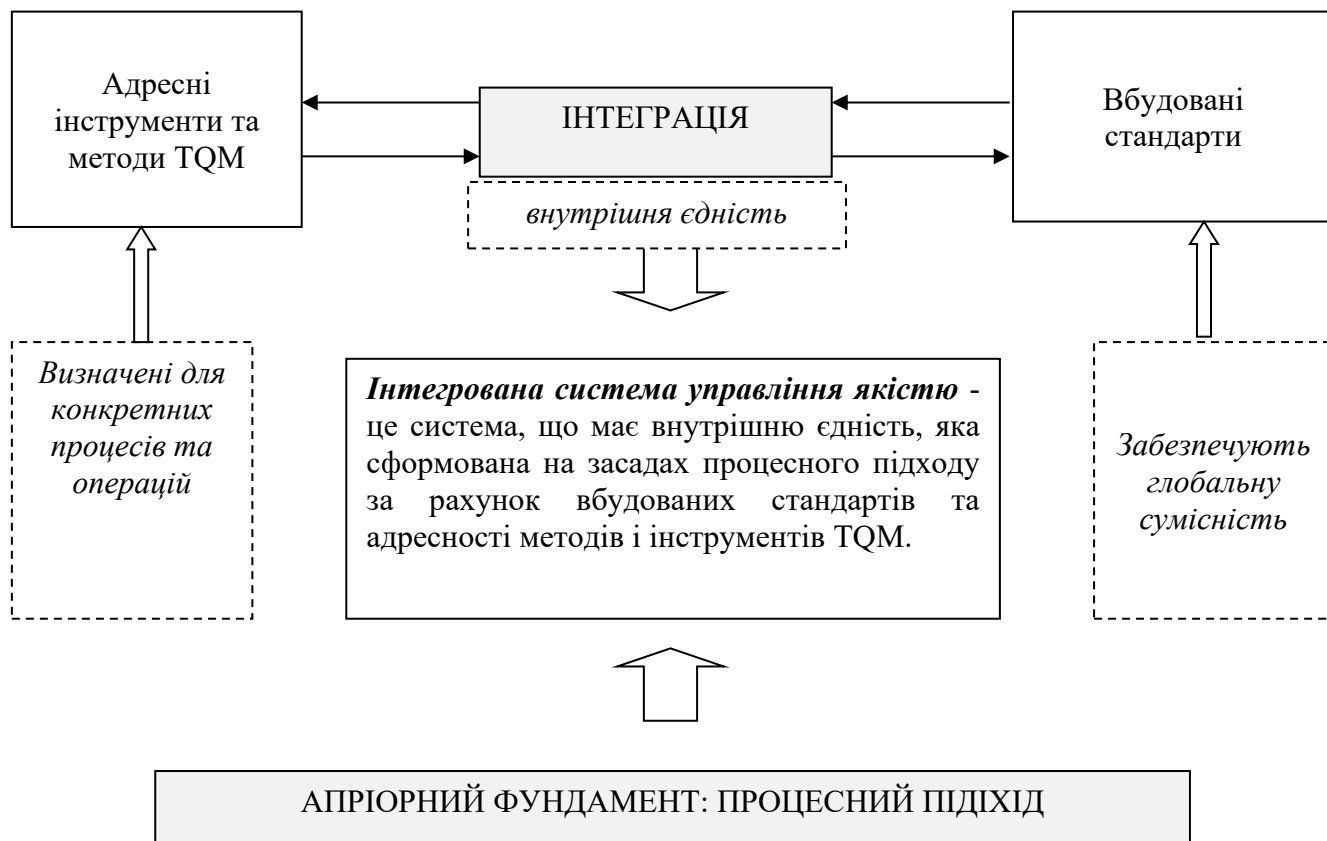 Адресні
інструменти та
методи TQM
ІНТЕГРАЦІЯ
внутрішня єдність
Вбудовані
стандарти
Визначені для
конкретних
процесів та
операцій
Інтегрована система управління якістю -
це система, що має внутрішню єдність, яка
сформована на засадах процесного підходу
за рахунок вбудованих стандартів та
адресності методів і інструментів TQM.
Забезпечують
глобальну
сумісність
АПРІОРНИЙ ФУНДАМЕНТ: ПРОЦЕСНИЙ ПІДІХІД